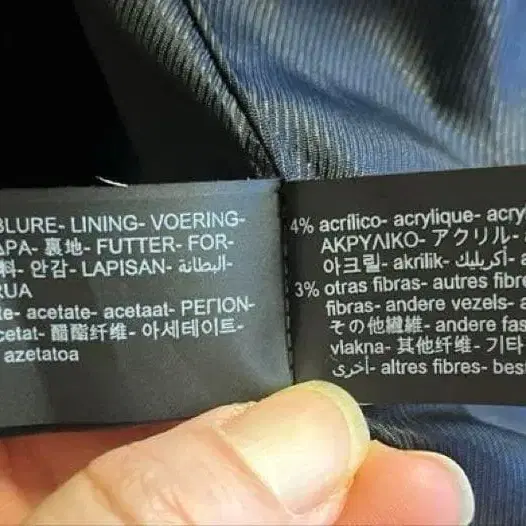 BLURE- LINING- VOERING-
APA- 裏地- FUTTER- FOR-
料- 안감- LAPISAN- البطانة-
RUA
te- acetate- acetaat- РЕГІОН-
cetat- 醋酯纤维- 아세테이트-
azetatoa
4% acrílico- acrylique- acry
ΑΚΡΥΛΙΚΟ- アクリル-
아크릴- akrilik- أكريليك-
3% otras fibras- autres fibre
fibras- andere vezels- a
その他繊維- andere fas
vlakna- 其他纤维- 기타
أخرى- altres fibres- bes